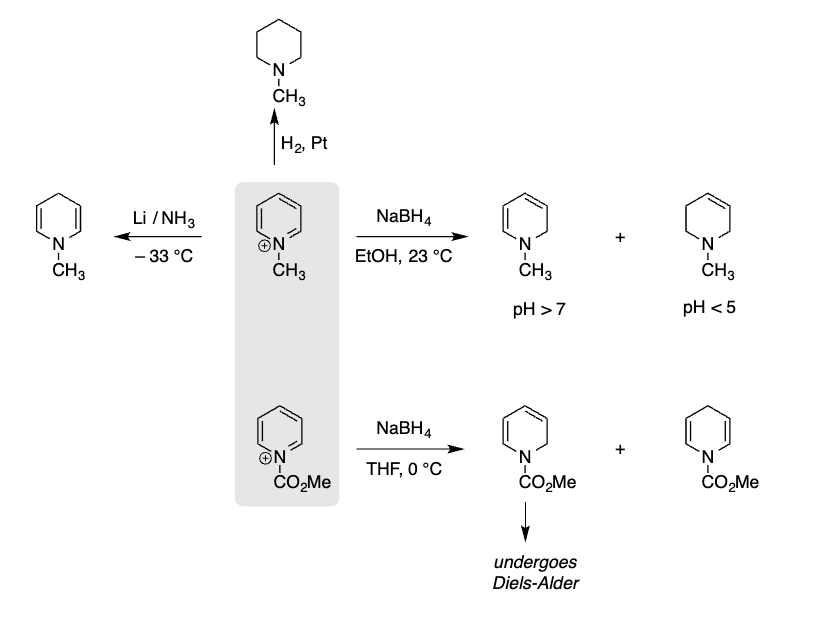 N
CH₃
H₂, Pt
N
CH₃
Li / NH₃
– 33 °C
⊕N
CH₃
NaBH₄
EtOH, 23 °C
N
CH₃
pH > 7
+
N
CH₃
pH < 5
⊕N
CO₂Me
NaBH₄
THF, 0 °C
N
CO₂Me
+
N
CO₂Me
undergoes
Diels-Alder